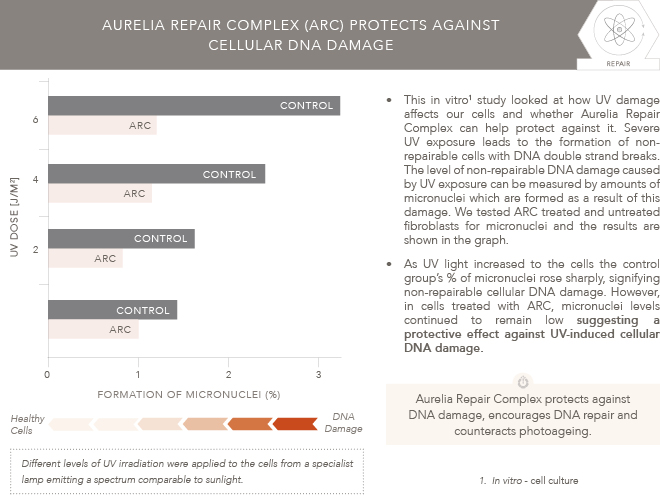 AURELIA REPAIR COMPLEX (ARC) PROTECTS AGAINST
CELLULAR DNA DAMAGE
REPAIR
UV DOSE [J/M²]
6
CONTROL
ARC
4
CONTROL
ARC
2
CONTROL
ARC
CONTROL
ARC
0
1
2
3
FORMATION OF MICRONUCLEI (%)
Healthy
Cells
DNA
Damage
Different levels of UV irradiation were applied to the cells from a specialist
lamp emitting a spectrum comparable to sunlight.
• This in vitro¹ study looked at how UV damage
affects our cells and whether Aurelia Repair
Complex can help protect against it. Severe
UV exposure leads to the formation of non-
repairable cells with DNA double strand breaks.
The level of non-repairable DNA damage caused
by UV exposure can be measured by amounts of
micronuclei which are formed as a result of this
damage. We tested ARC treated and untreated
fibroblasts for micronuclei and the results are
shown in the graph.
• As UV light increased to the cells the control
group's % of micronuclei rose sharply, signifying
non-repairable cellular DNA damage. However,
in cells treated with ARC, micronuclei levels
continued to remain low suggesting a
protective effect against UV-induced cellular
DNA damage.
Aurelia Repair Complex protects against
DNA damage, encourages DNA repair and
counteracts photoageing.
1. In vitro - cell culture